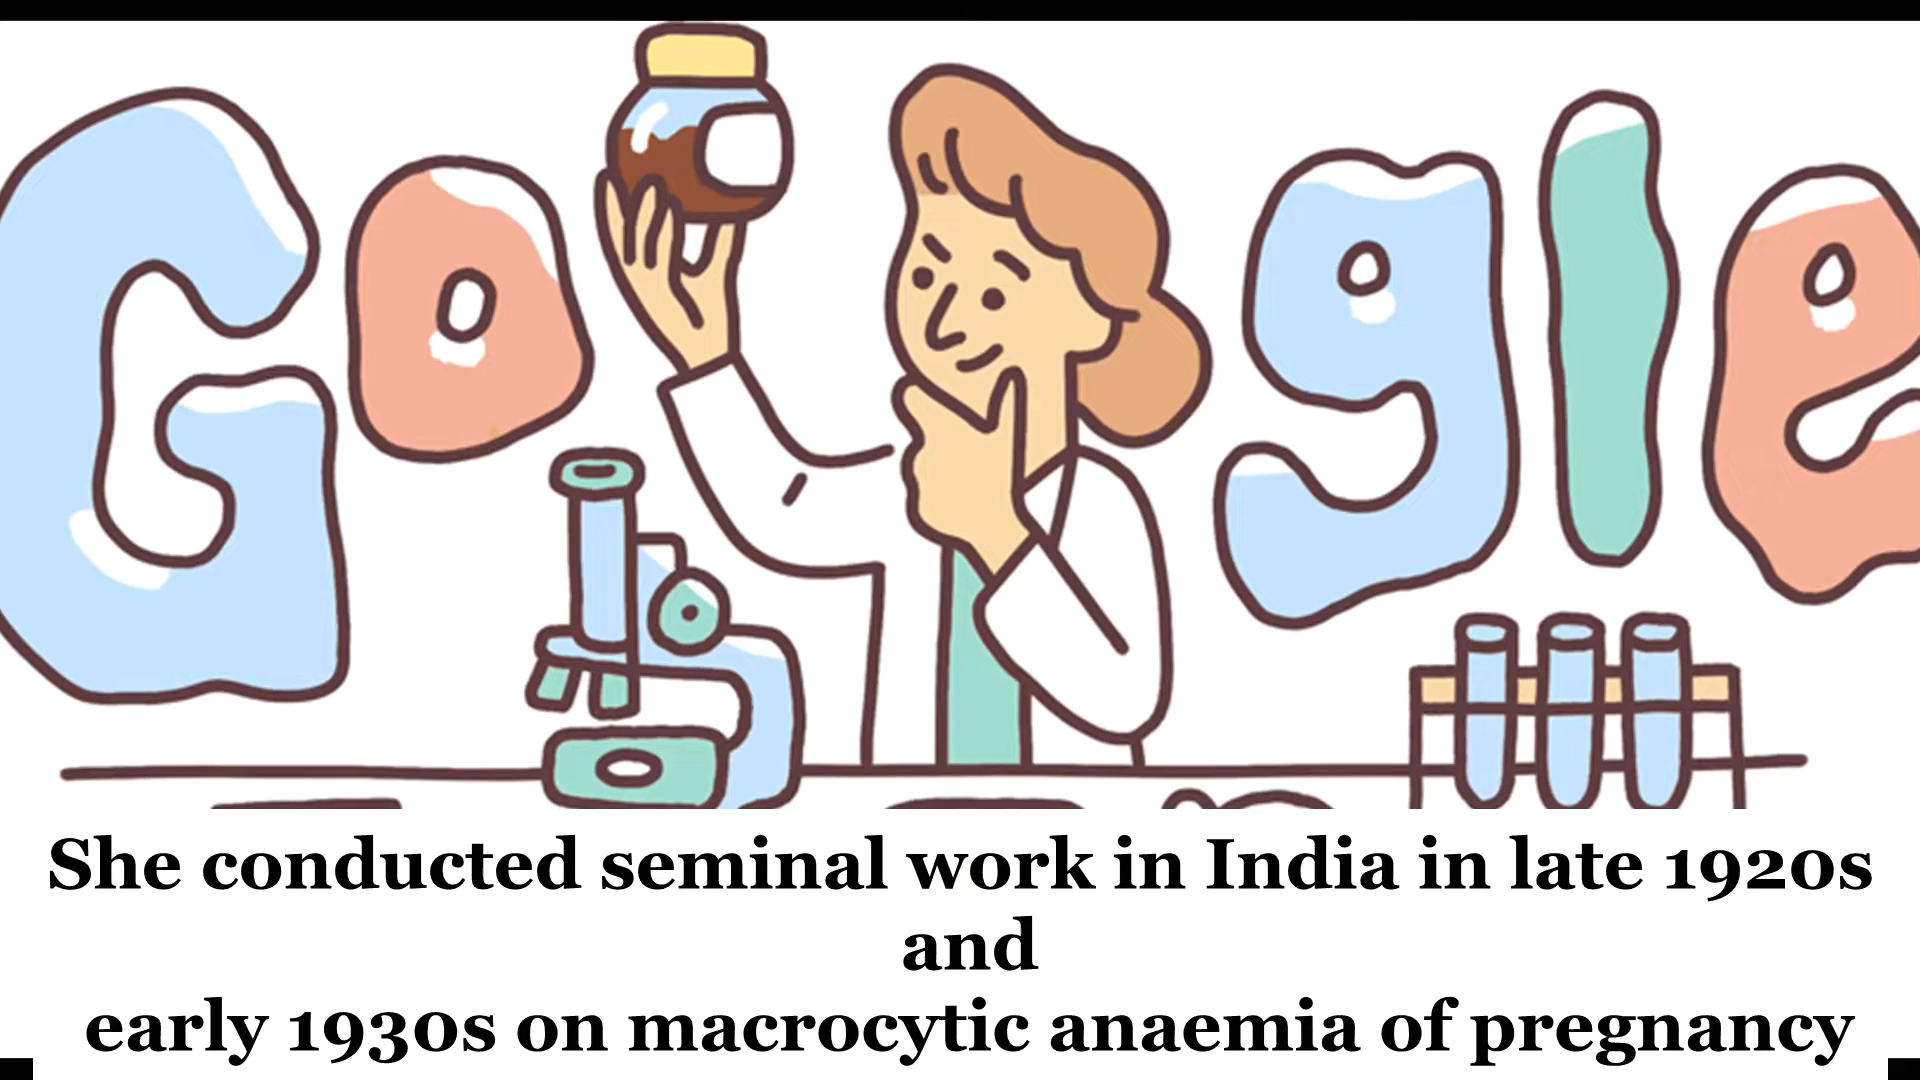 Google
She conducted seminal work in India in late 1920s
and
early 1930s on macrocytic anaemia of pregnancy